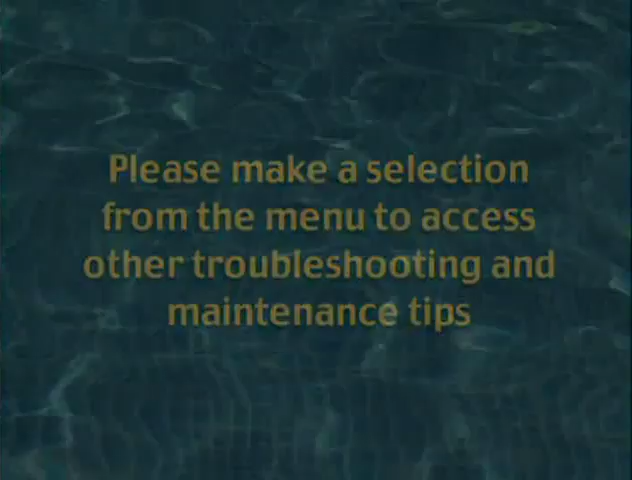 Please make a selection
from the menu to access
other troubleshooting and
maintenance tips